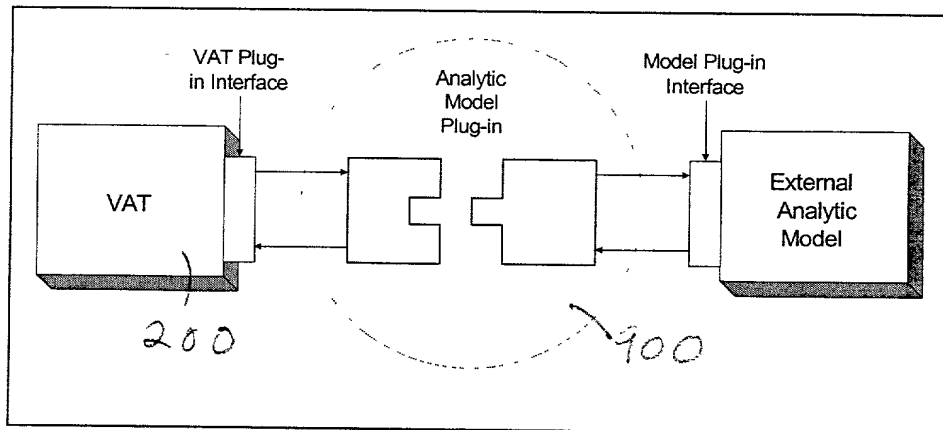 VAT Plug-
in Interface
Analytic
Model
Plug-in
Model Plug-in
Interface
VAT
External
Analytic
Model
200
900